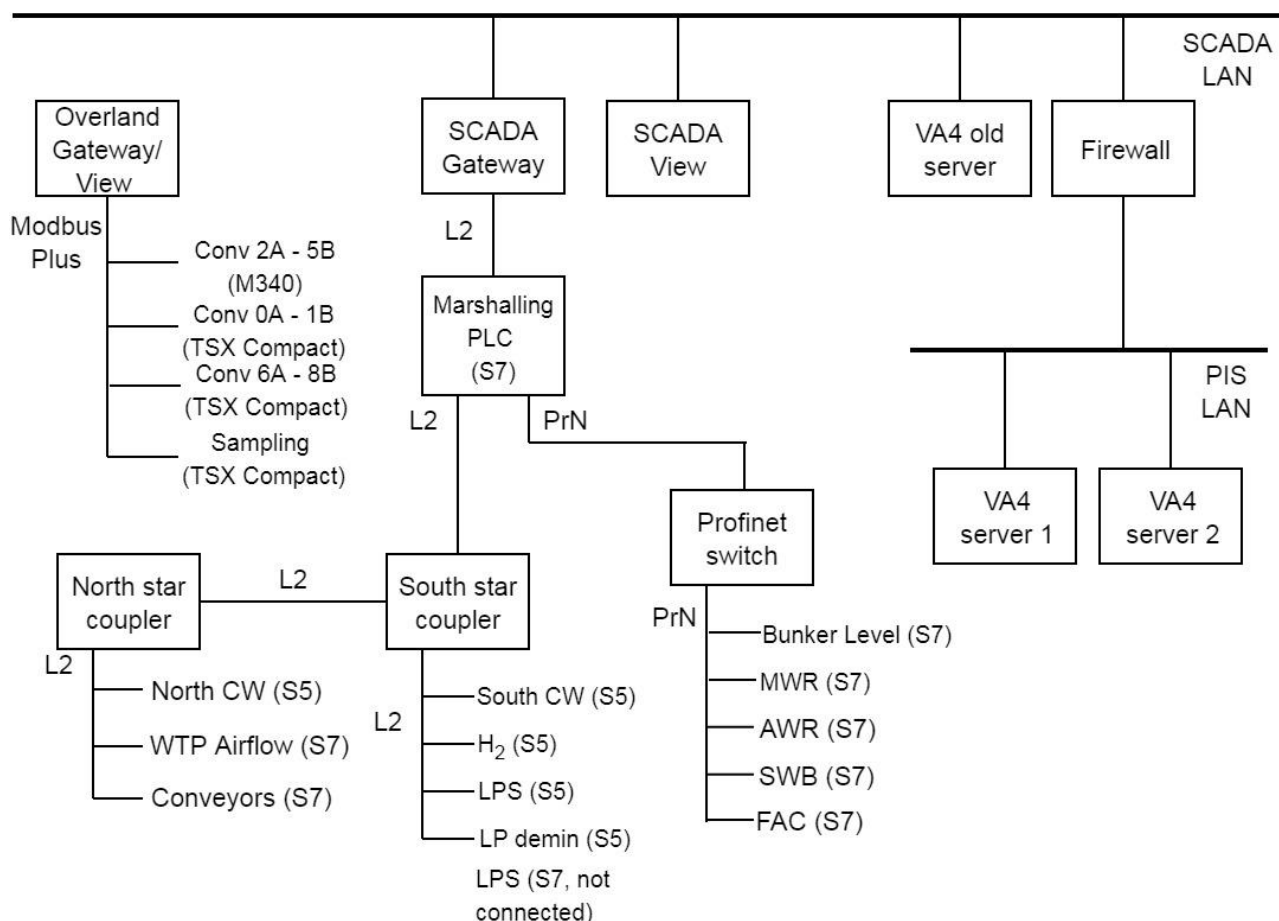 SCADA
LAN
Overland
Gateway/
View
SCADA
Gateway
SCADA
View
VA4 old
server
Firewall
Modbus
Plus
L2
Conv 2A - 5B
(M340)
Conv 0A - 1B
(TSX Compact)
Conv 6A - 8B
(TSX Compact)
Sampling
(TSX Compact)
Marshalling
PLC
(S7)
L2
PrN
PIS
LAN
VA4
server 1
VA4
server 2
Profinet
switch
North star
coupler
L2
South star
coupler
L2
North CW (S5)
WTP Airflow (S7)
Conveyors (S7)
L2
South CW (S5)
H2 (S5)
LPS (S5)
LP demin (S5)
LPS (S7, not
connected)
PrN
Bunker Level (S7)
MWR (S7)
AWR (S7)
SWB (S7)
FAC (S7)